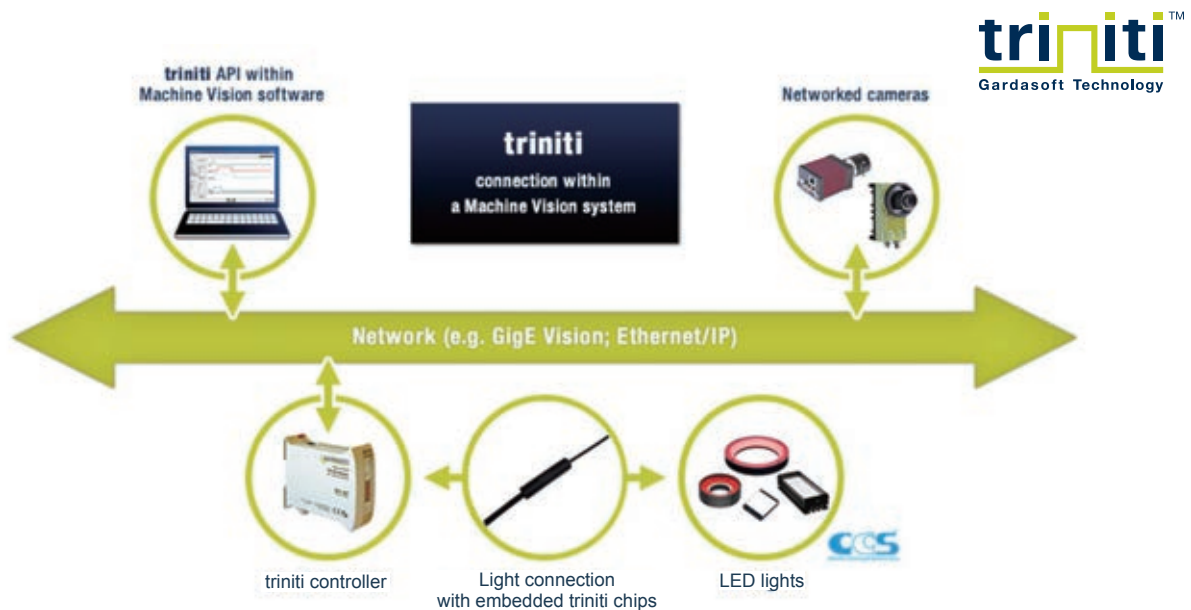 triniti™
Gardasoft Technology
triniti API within
Machine Vision software
Networked cameras
triniti
connection within
a Machine Vision system
Network (e.g. GigE Vision; Ethernet/IP)
CCS
triniti controller
Light connection
with embedded triniti chips
LED lights